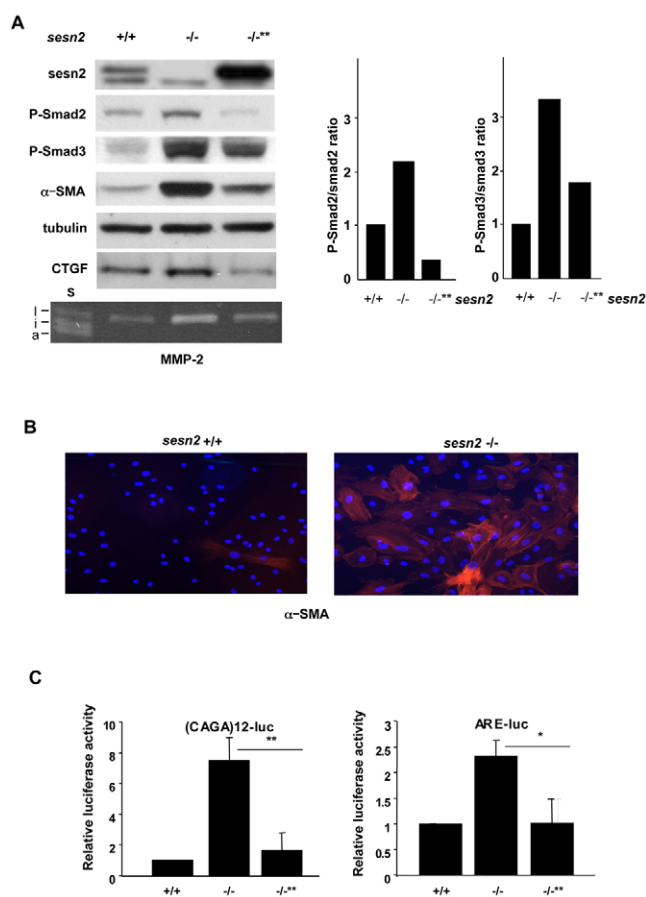 A
sesn2 +/+ -/- -/-**
sesn2
P-Smad2
P-Smad3
α-SMA
tubulin
CTGF
S
l
i
a
MMP-2
P-Smad2/smad2 ratio
3
2
1
0
+/+ -/- -/-** sesn2
P-Smad3/smad3 ratio
3
2
1
0
+/+ -/- -/-** sesn2
B
sesn2 +/+
sesn2 -/-
α-SMA
C
(CAGA)12-luc
**
Relative luciferase activity
10
8
6
4
2
0
+/+ -/- -/-**
ARE-luc
*
Relative luciferase activity
3
2.5
2
1.5
1
0.5
0
+/+ -/- -/-**